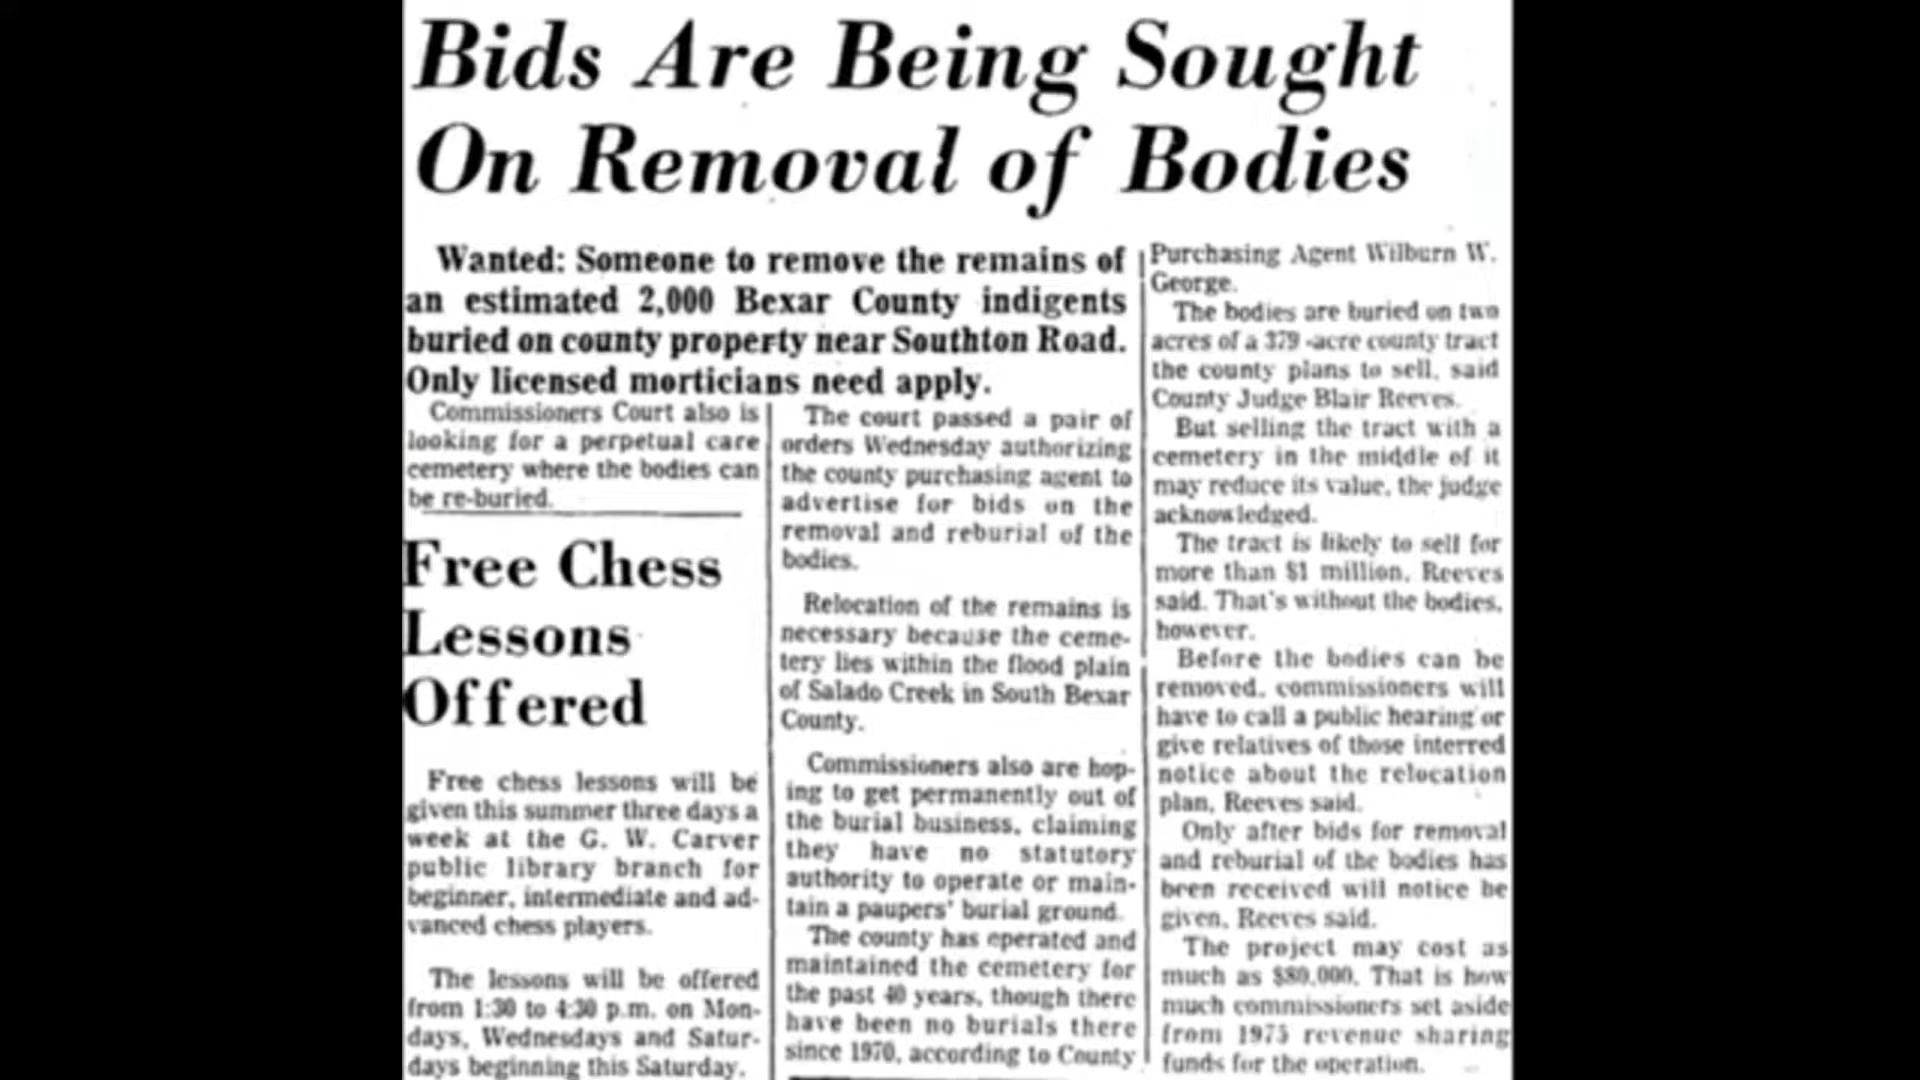 Bids Are Being Sought
On Removal of Bodies
Wanted: Someone to remove the remains of
an estimated 2,000 Bexar County indigents
buried on county property near Southton Road.
Only licensed morticians need apply.
Commissioners Court also is
looking for a perpetual care
cemetery where the bodies can
be re-buried.
The court passed a pair of
orders Wednesday authorizing
the county purchasing agent to
advertise for bids on the
removal and reburial of the
bodies.
Relocation of the remains is
necessary because the ceme-
tery lies within the flood plain
of Salado Creek in South Bexar
County.
Commissioners also are hop-
ing to get permanently out of
the burial business, claiming
they have no statutory
authority to operate or main-
tain a paupers' burial ground.
The county has operated and
maintained the cemetery for
the past 40 years, though there
have been no burials there
since 1970, according to County
Purchasing Agent Wilburn W.
George.
The bodies are buried on two
acres of a 379 -acre county tract
the county plans to sell, said
County Judge Blair Reeves.
But selling the tract with a
cemetery in the middle of it
may reduce its value, the judge
acknowledged.
The tract is likely to sell for
more than $1 million, Reeves
said. That's without the bodies,
however.
Before the bodies can be
removed, commissioners will
have to call a public hearing or
give relatives of those interred
notice about the relocation
plan, Reeves said.
Only after bids for removal
and reburial of the bodies has
been received will notice be
given, Reeves said.
The project may cost as
much as $80,000. That is how
much commissioners set aside
from 1975 revenue sharing
funds for the operation.
Free Chess
Lessons
Offered
Free chess lessons will be
given this summer three days a
week at the G. W. Carver
public library branch for
beginner, intermediate and ad-
vanced chess players.
The lessons will be offered
from 1:30 to 4:30 p.m. on Mon-
days, Wednesdays and Satur-
days beginning this Saturday.